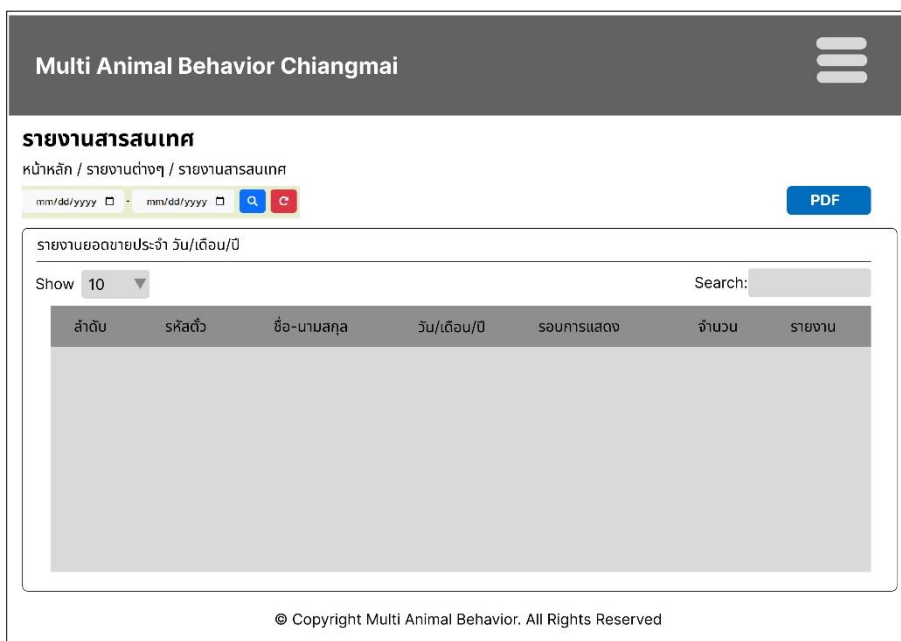 Multi Animal Behavior Chiangmai
รายงานสารสนเทศ
หน้าหลัก / รายงานต่างๆ / รายงานสารสนเทศ
mm/dd/yyyy - mm/dd/yyyy
PDF
รายงานยอดขายประจำ วัน/เดือน/ปี
Show 10 Search:
ลำดับ รหัสตั๋ว ชื่อ-นามสกุล วัน/เดือน/ปี รอบการแสดง จำนวน รายงาน
© Copyright Multi Animal Behavior. All Rights Reserved